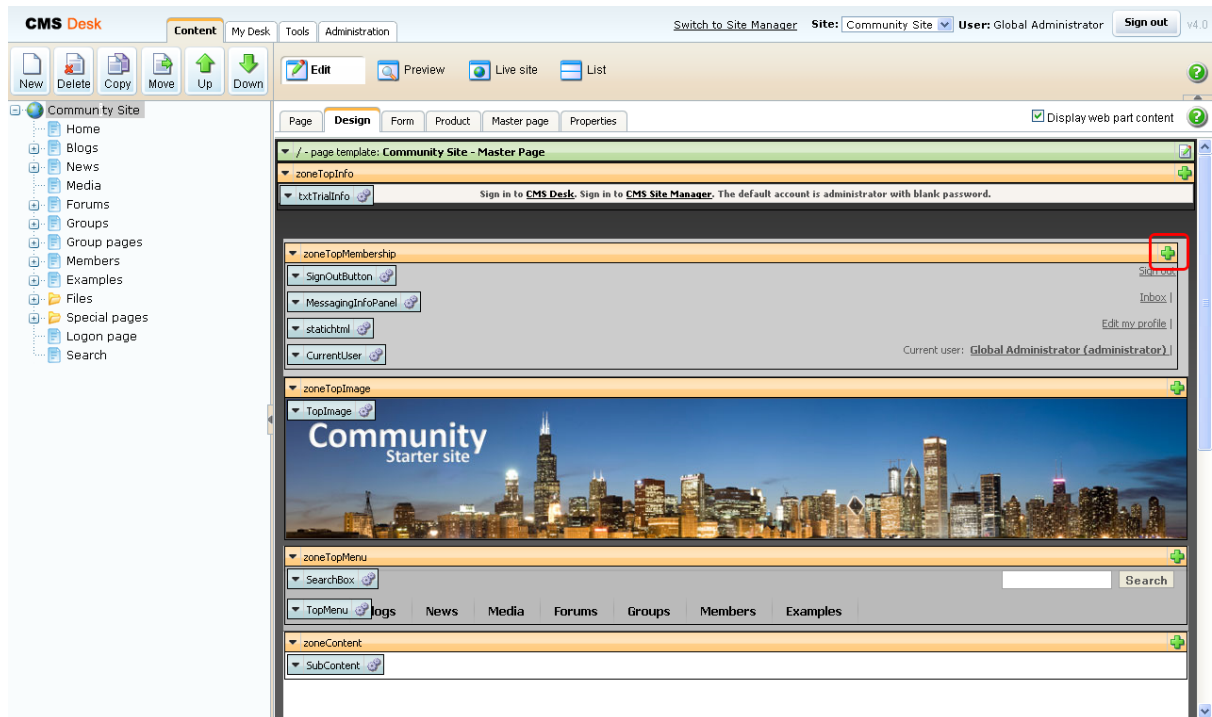 CMS Desk
Content My Desk Tools Administration
Switch to Site Manager Site: Community Site User: Global Administrator Sign out v4.0
New Delete Copy Move Up Down
Edit Preview Live site List
Community Site
Home
Blogs
News
Media
Forums
Groups
Group pages
Members
Examples
Files
Special pages
Logon page
Search
Page Design Form Product Master page Properties
Display web part content
/ - page template: Community Site - Master Page
zoneTopInfo
txtTrialInfo
Sign in to CMS Desk. Sign in to CMS Site Manager. The default account is administrator with blank password.
zoneTopMembership
SignOutButton
Sign out
MessagingInfoPanel
Inbox |
statichtml
Edit my profile |
CurrentUser
Current user: Global Administrator (administrator) |
zoneTopImage
TopImage
Community
Starter site
zoneTopMenu
SearchBox
Search
TopMenu logs News Media Forums Groups Members Examples
zoneContent
SubContent